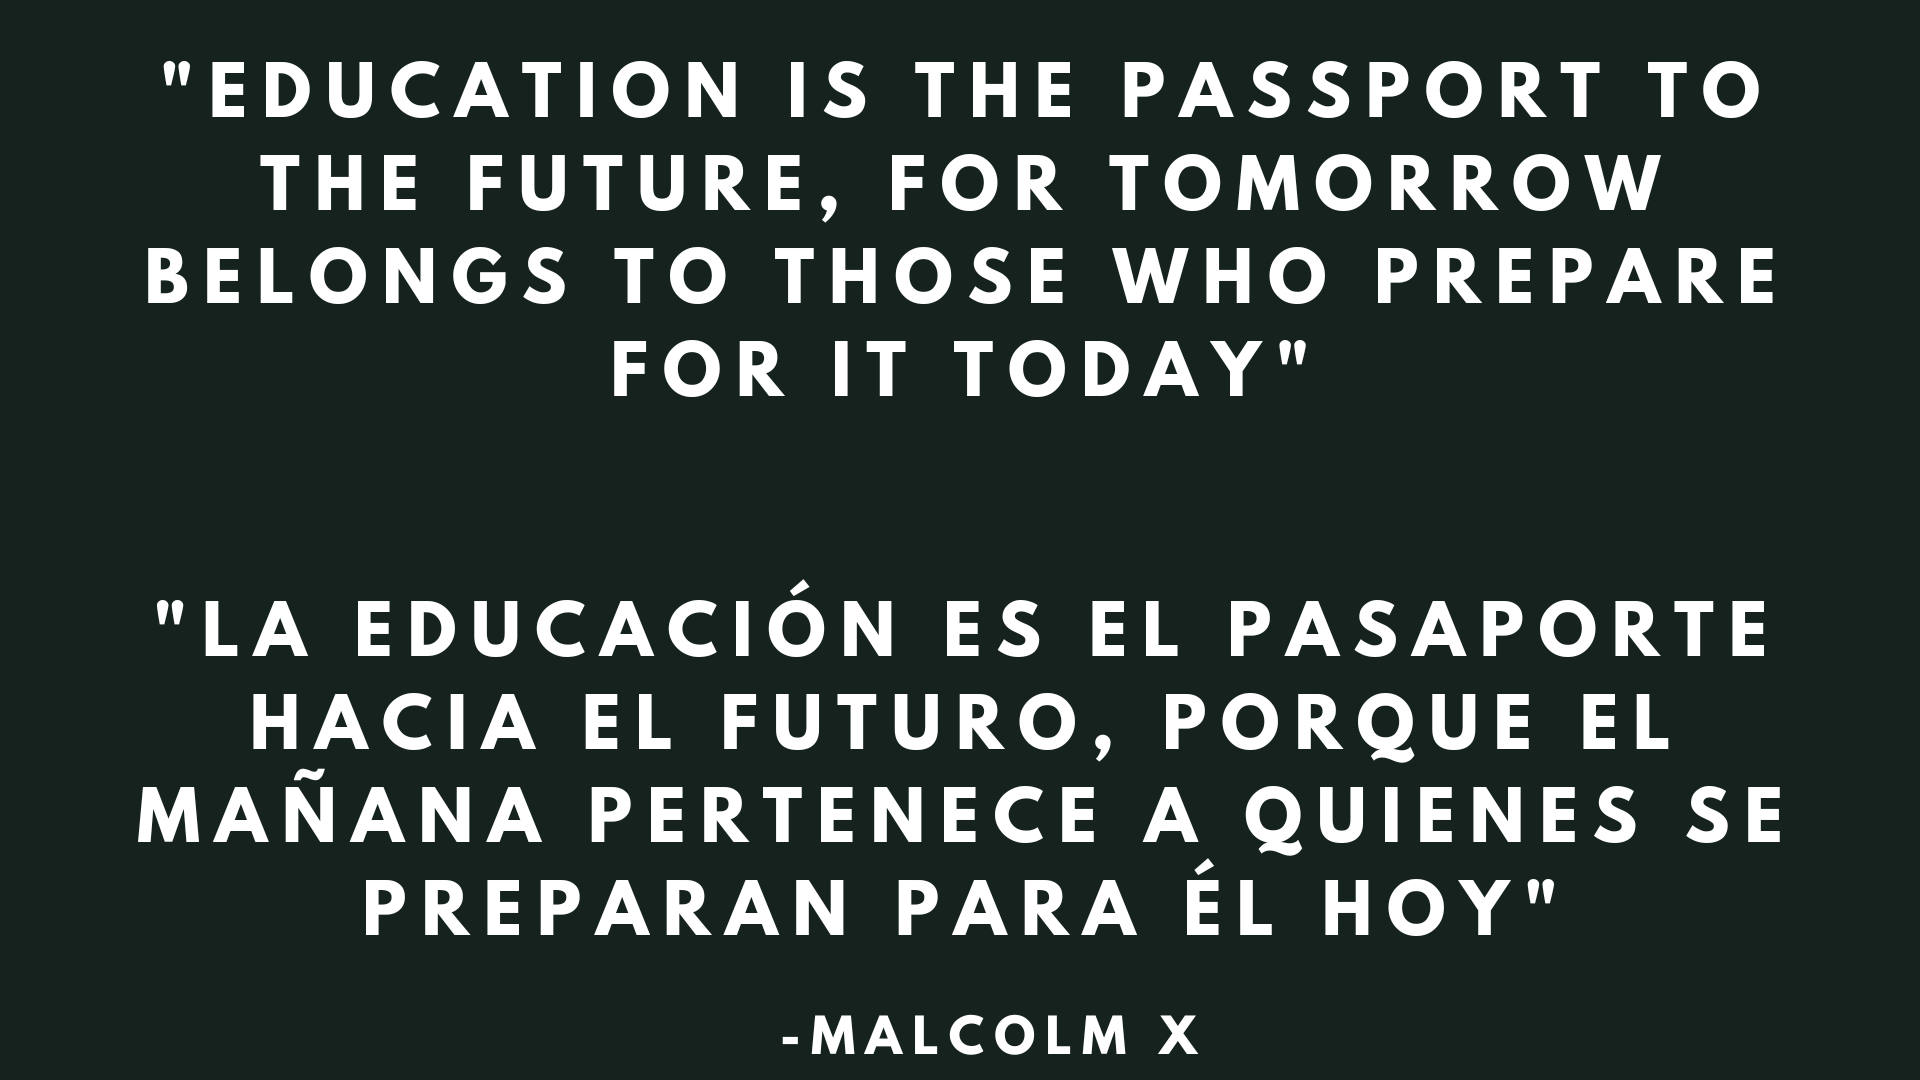 "EDUCATION IS THE PASSPORT TO
THE FUTURE, FOR TOMORROW
BELONGS TO THOSE WHO PREPARE
FOR IT TODAY"
"LA EDUCACIÓN ES EL PASAPORTE
HACIA EL FUTURO, PORQUE EL
MAÑANA PERTENECE A QUIENES SE
PREPARAN PARA ÉL HOY"
-MALCOLM X